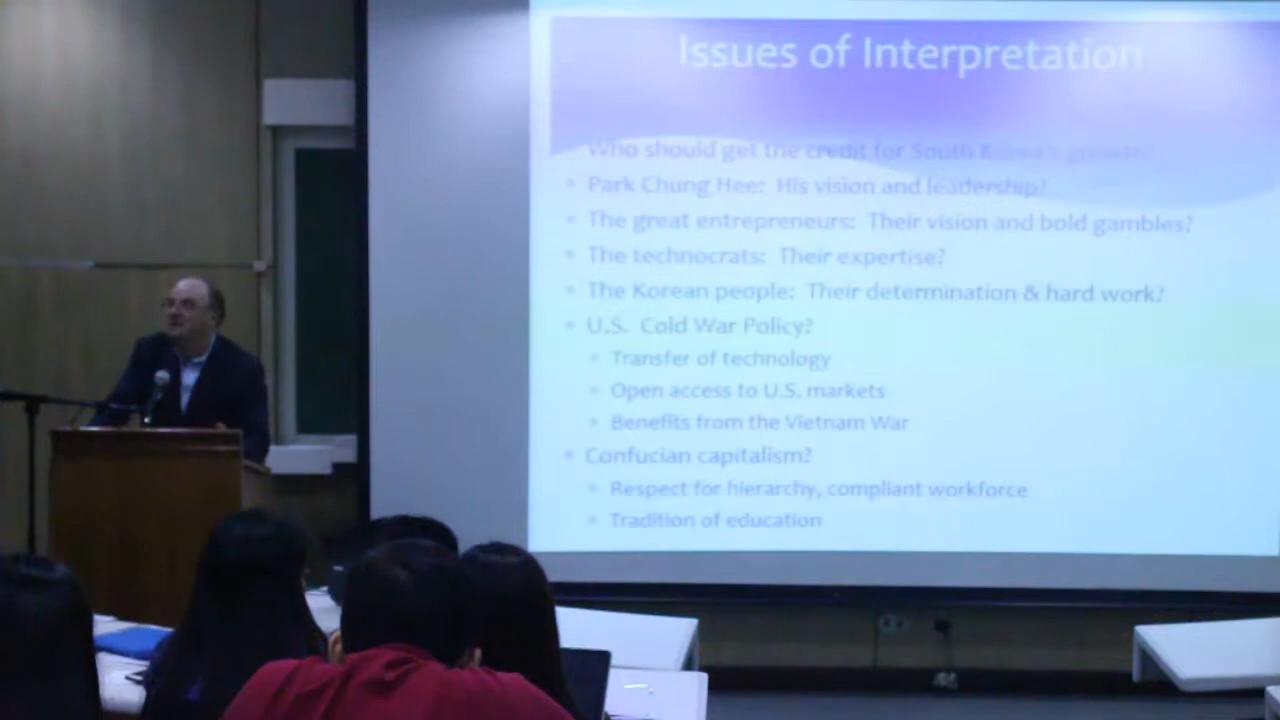 Issues of Interpretation
Who should get the credit for South Korea's growth?
Park Chung Hee: His vision and leadership?
The great entrepreneurs: Their vision and bold gambles?
The technocrats: Their expertise?
The Korean people: Their determination & hard work?
U.S. Cold War Policy?
Transfer of technology
Open access to U.S. markets
Benefits from the Vietnam War
Confucian capitalism?
Respect for hierarchy, compliant workforce
Tradition of education